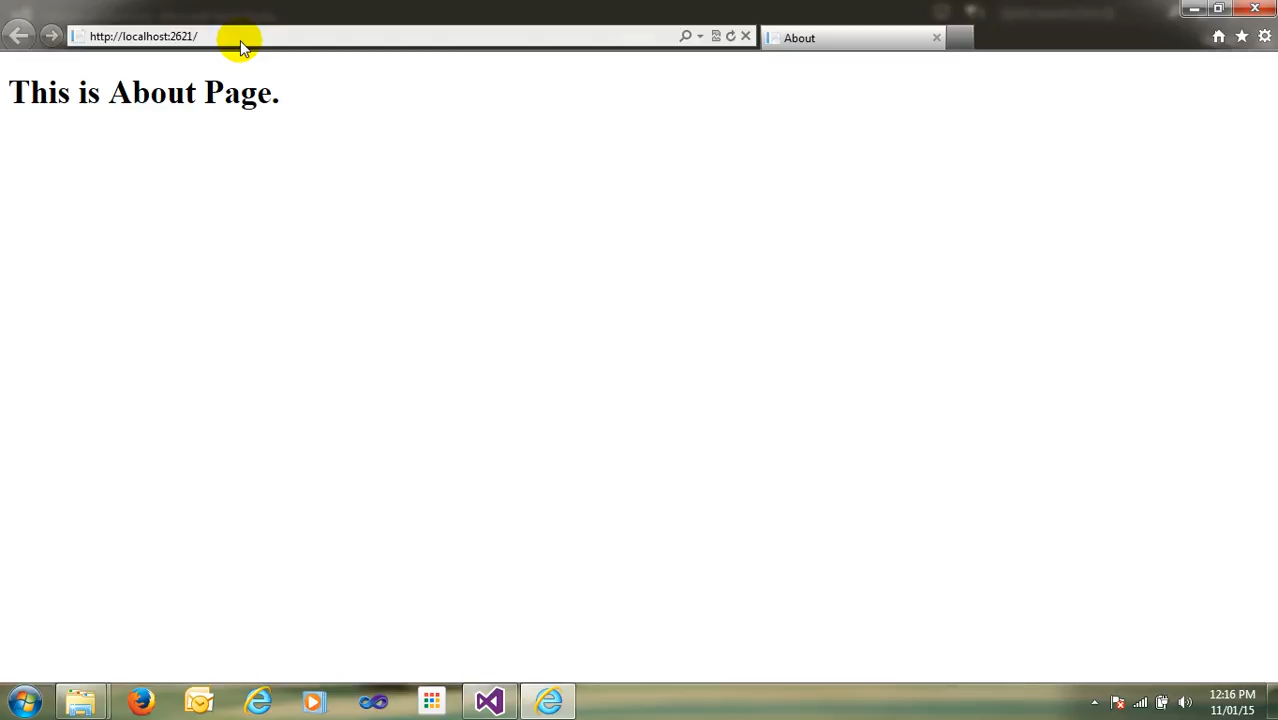 http://localhost:2621/
About
This is About Page.
12:16 PM
11/01/15